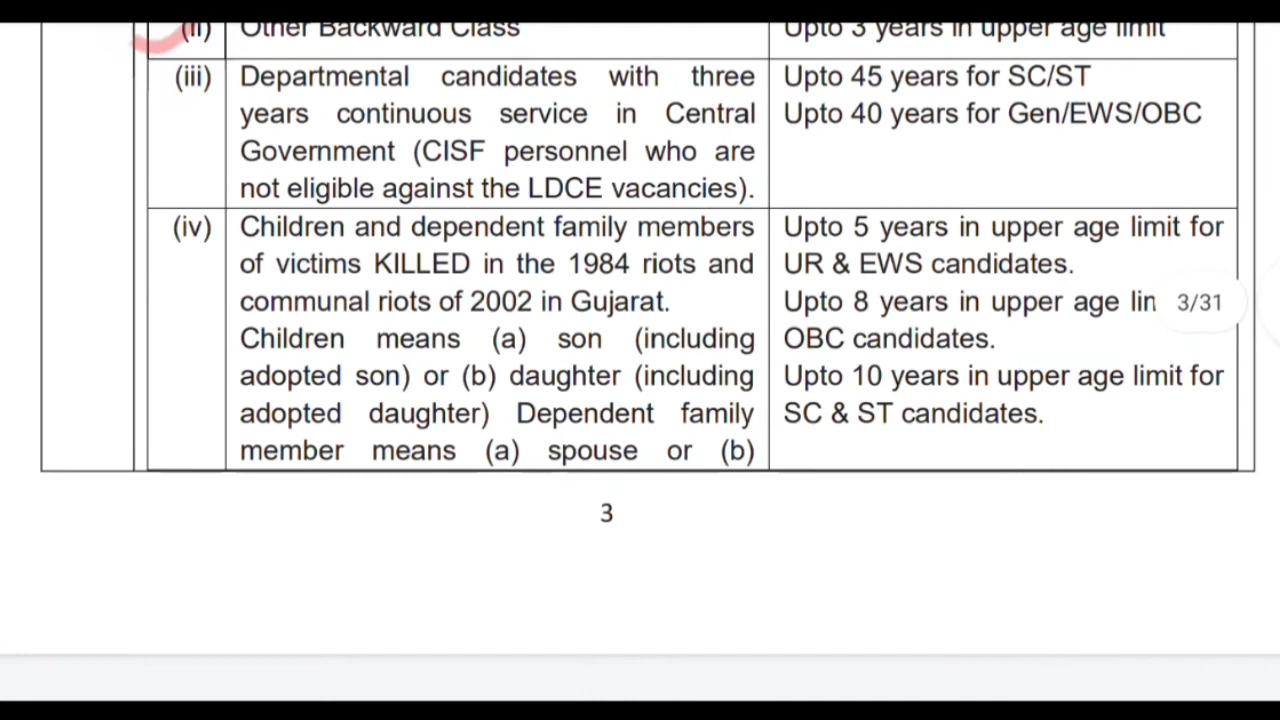 (ii) Other Backward Class Upto 3 years in upper age limit
(iii) Departmental candidates with three Upto 45 years for SC/ST
years continuous service in Central Upto 40 years for Gen/EWS/OBC
Government (CISF personnel who are
not eligible against the LDCE vacancies).
(iv) Children and dependent family members Upto 5 years in upper age limit for
of victims KILLED in the 1984 riots and UR & EWS candidates.
communal riots of 2002 in Gujarat. Upto 8 years in upper age 3/31
Children means (a) son (including OBC candidates.
adopted son) or (b) daughter (including Upto 10 years in upper age limit for
adopted daughter) Dependent family SC & ST candidates.
member means (a) spouse or (b)
3